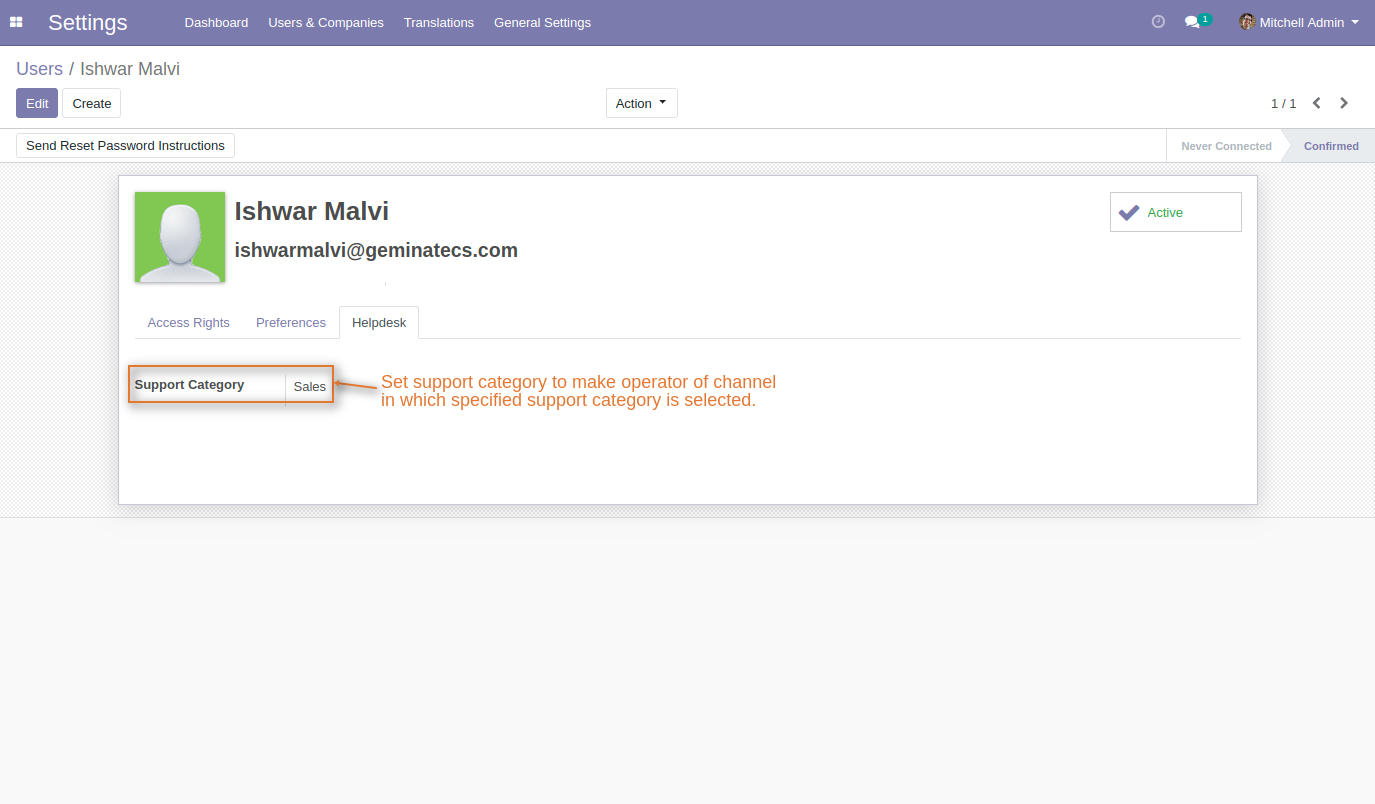 Settings Dashboard Users & Companies Translations General Settings 1 Mitchell Admin
Users / Ishwar Malvi
Edit Create Action 1 / 1
Send Reset Password Instructions Never Connected Confirmed
Ishwar Malvi Active
ishwarmalvi@geminatecs.com
Access Rights Preferences Helpdesk
Support Category Sales
Set support category to make operator of channel
in which specified support category is selected.